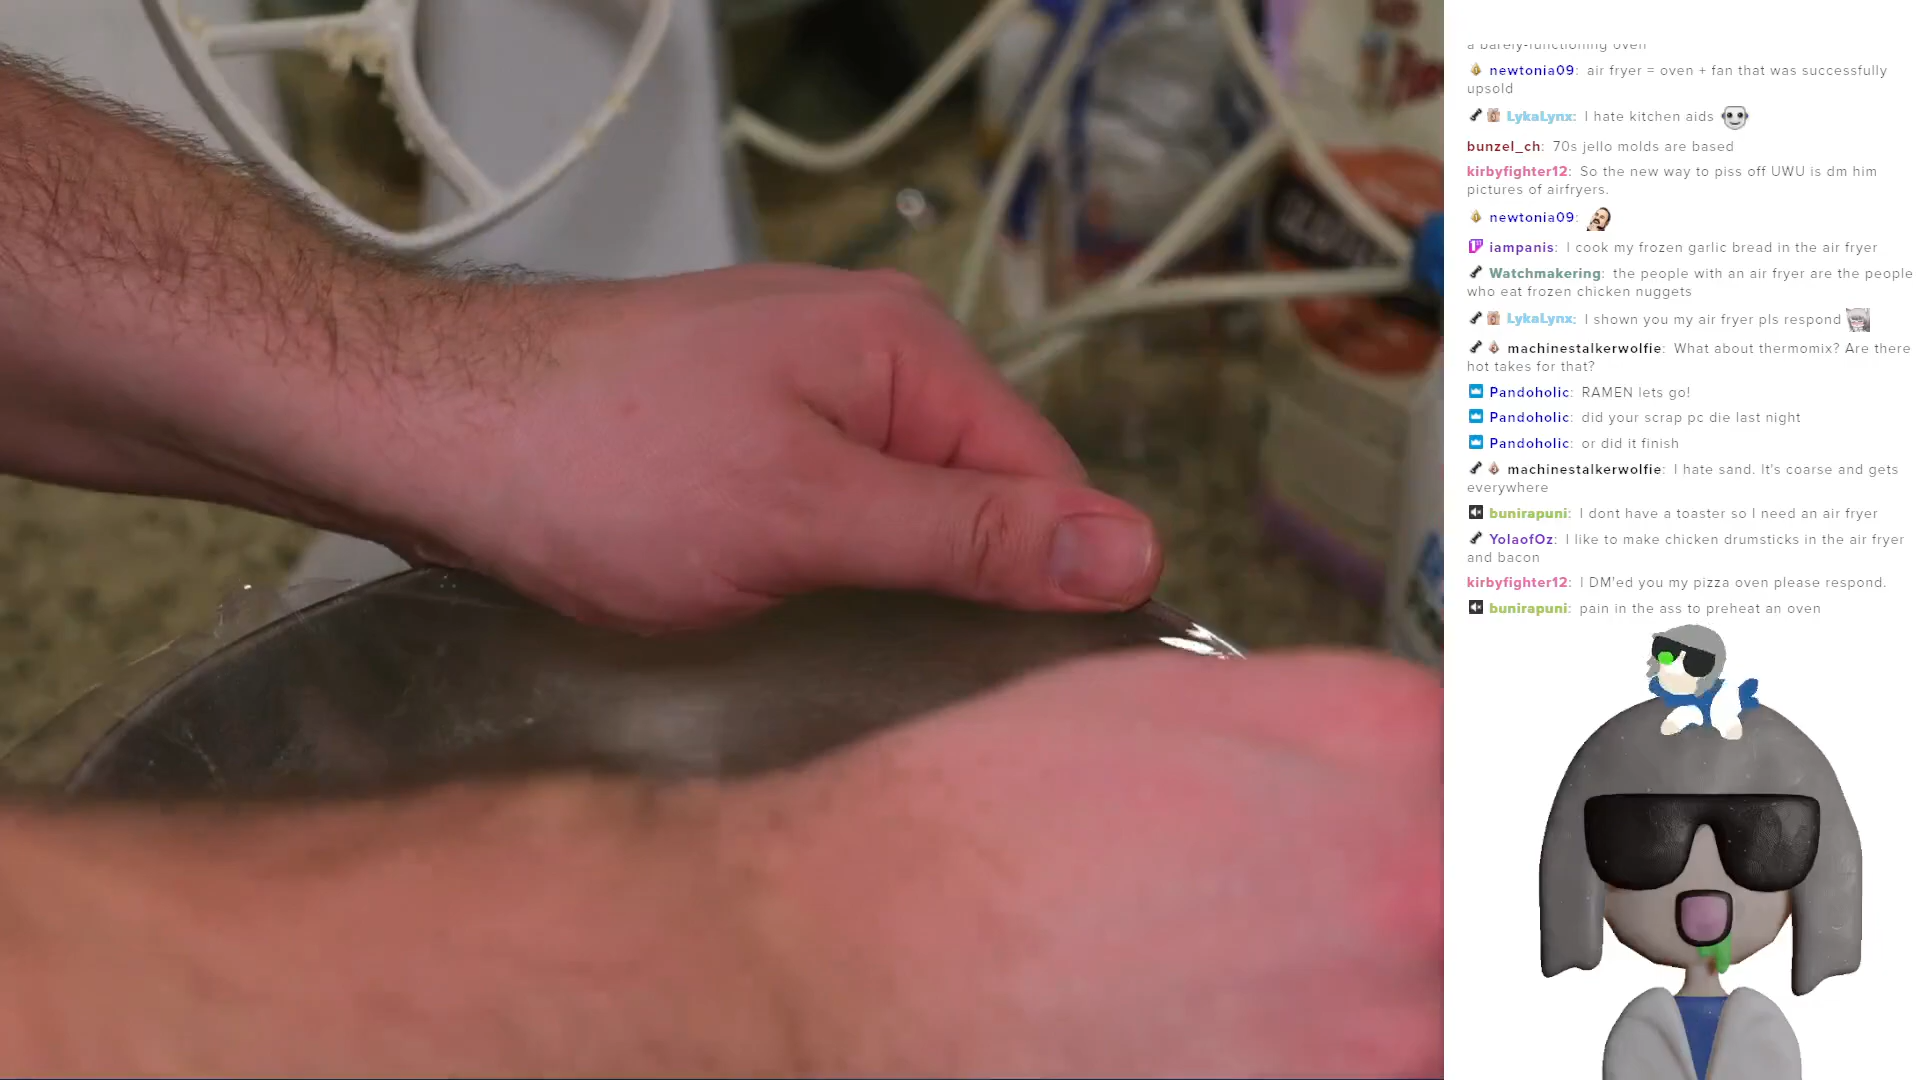 a barely-functioning oven
newtonia09: air fryer = oven + fan that was successfully
upsold
LykaLynx: I hate kitchen aids
bunzel_ch: 70s jello molds are based
kirbyfighter12: So the new way to piss off UWU is dm him
pictures of airfryers.
newtonia09:
iampanis: I cook my frozen garlic bread in the air fryer
Watchmakering: the people with an air fryer are the people
who eat frozen chicken nuggets
LykaLynx: I shown you my air fryer pls respond
machinestalkerwolfie: What about thermomix? Are there
hot takes for that?
Pandoholic: RAMEN lets go!
Pandoholic: did your scrap pc die last night
Pandoholic: or did it finish
machinestalkerwolfie: I hate sand. It's coarse and gets
everywhere
bunirapuni: I dont have a toaster so I need an air fryer
YolaofOz: I like to make chicken drumsticks in the air fryer
and bacon
kirbyfighter12: I DM'ed you my pizza oven please respond.
bunirapuni: pain in the ass to preheat an oven